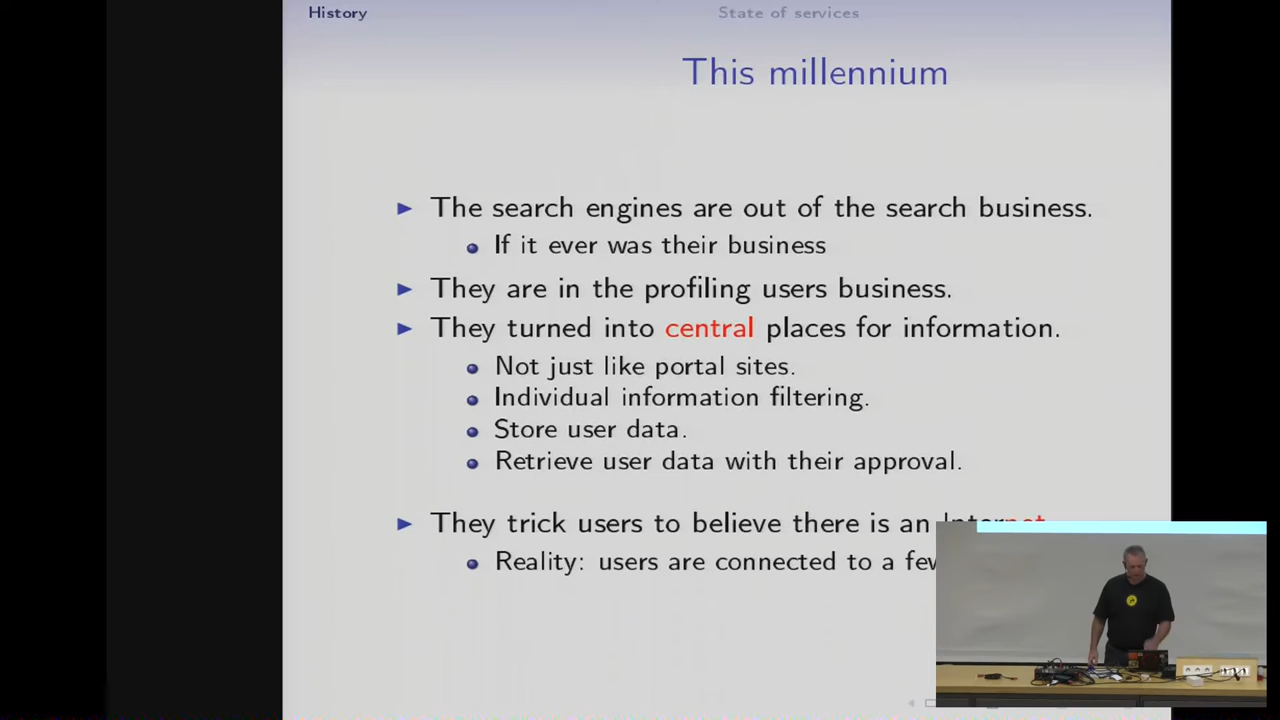 History
State of services
This millennium
The search engines are out of the search business.
If it ever was their business
They are in the profiling users business.
They turned into central places for information.
Not just like portal sites.
Individual information filtering.
Store user data.
Retrieve user data with their approval.
They trick users to believe there is an Internet
Reality: users are connected to a few